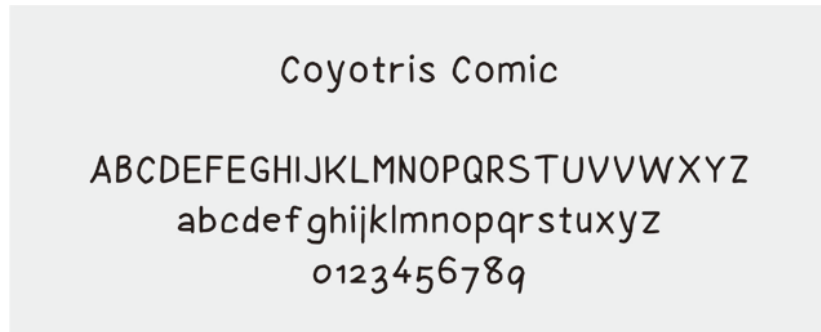 Coyotris Comic
ABCDEFEGHIJKLMNOPQRSTUVVWXYZ
abcdefghijklmnopqrstuxyz
0123456789